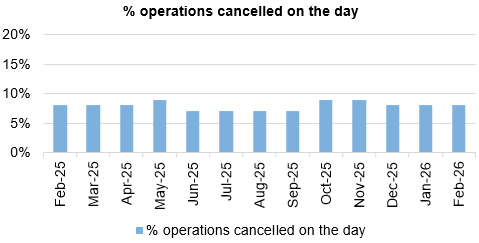 % operations cancelled on the day
20%
15%
10%
5%
0%
Feb-25
Mar-25
Apr-25
May-25
Jun-25
Jul-25
Aug-25
Sep-25
Oct-25
Nov-25
Dec-25
Jan-26
Feb-26
% operations cancelled on the day